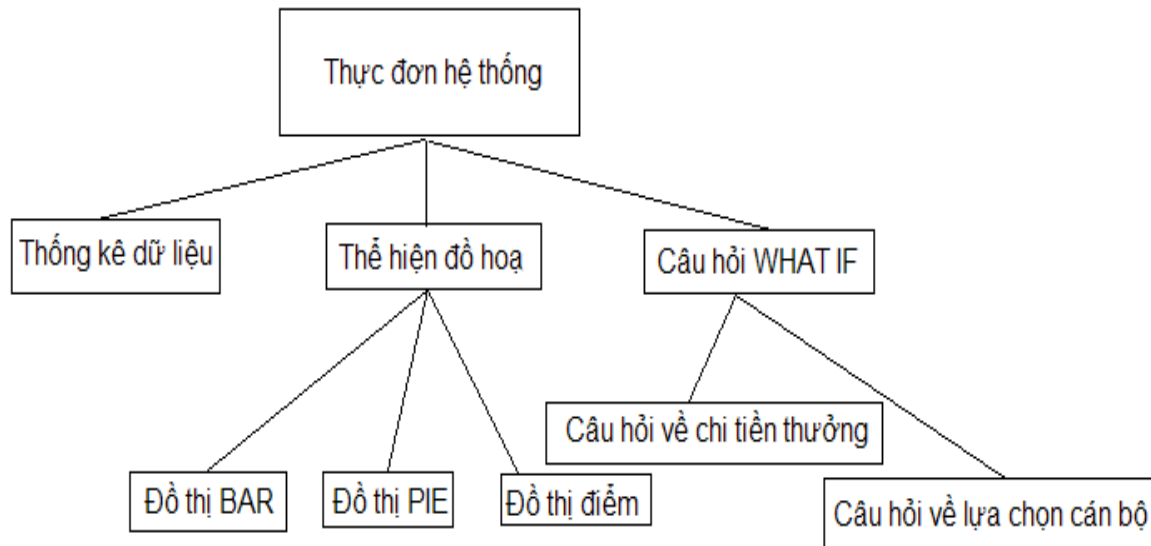 Thực đơn hệ thống
Thống kê dữ liệu
Thể hiện đồ hoạ
Câu hỏi WHAT IF
Câu hỏi về chi tiền thưởng
Đồ thị BAR
Đồ thị PIE
Đồ thị điểm
Câu hỏi về lựa chọn cán bộ